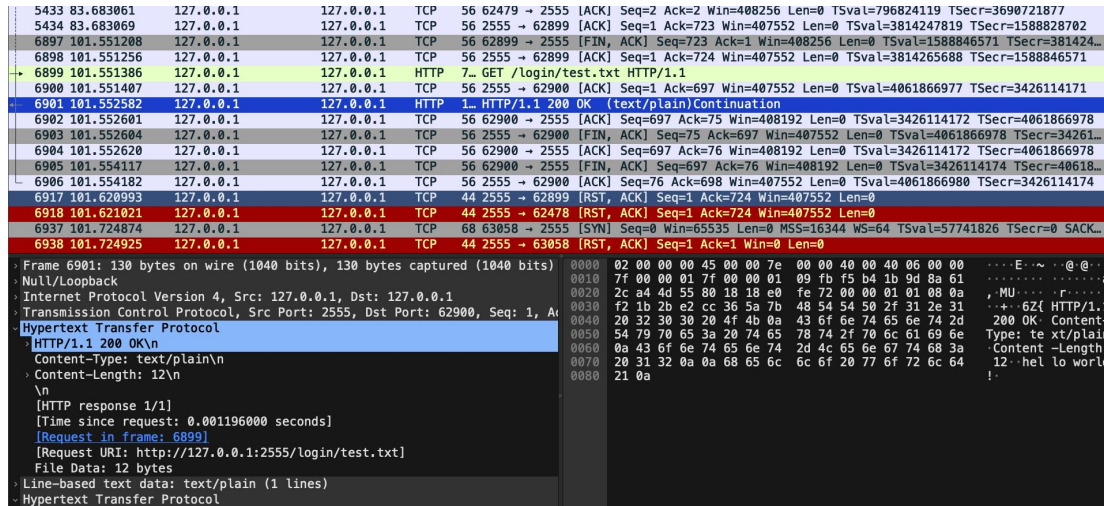 5433 83.683061 127.0.0.1 127.0.0.1 TCP 56 62479 → 2555 [ACK] Seq=2 Ack=2 Win=408256 Len=0 TSval=796824119 TSecr=3690721877
5434 83.683069 127.0.0.1 127.0.0.1 TCP 56 2555 → 62899 [ACK] Seq=1 Ack=723 Win=407552 Len=0 TSval=3814247819 TSecr=1588828702
6897 101.551208 127.0.0.1 127.0.0.1 TCP 56 62899 → 2555 [FIN, ACK] Seq=723 Ack=1 Win=408256 Len=0 TSval=1588846571 TSecr=381424…
6898 101.551256 127.0.0.1 127.0.0.1 TCP 56 2555 → 62899 [ACK] Seq=1 Ack=724 Win=407552 Len=0 TSval=3814265688 TSecr=1588846571
6899 101.551386 127.0.0.1 127.0.0.1 HTTP 7… GET /login/test.txt HTTP/1.1
6900 101.551407 127.0.0.1 127.0.0.1 TCP 56 2555 → 62900 [ACK] Seq=1 Ack=697 Win=407552 Len=0 TSval=4061866977 TSecr=3426114171
6901 101.552582 127.0.0.1 127.0.0.1 HTTP 1… HTTP/1.1 200 OK (text/plain)Continuation
6902 101.552601 127.0.0.1 127.0.0.1 TCP 56 62900 → 2555 [ACK] Seq=697 Ack=75 Win=408192 Len=0 TSval=3426114172 TSecr=4061866978
6903 101.552604 127.0.0.1 127.0.0.1 TCP 56 2555 → 62900 [FIN, ACK] Seq=75 Ack=697 Win=407552 Len=0 TSval=4061866978 TSecr=34261…
6904 101.552620 127.0.0.1 127.0.0.1 TCP 56 62900 → 2555 [ACK] Seq=697 Ack=76 Win=408192 Len=0 TSval=3426114172 TSecr=4061866978
6905 101.554117 127.0.0.1 127.0.0.1 TCP 56 62900 → 2555 [FIN, ACK] Seq=697 Ack=76 Win=408192 Len=0 TSval=3426114174 TSecr=40618…
6906 101.554182 127.0.0.1 127.0.0.1 TCP 56 2555 → 62900 [ACK] Seq=76 Ack=698 Win=407552 Len=0 TSval=4061866980 TSecr=3426114174
6917 101.620993 127.0.0.1 127.0.0.1 TCP 44 2555 → 62899 [RST, ACK] Seq=1 Ack=724 Win=407552 Len=0
6918 101.621021 127.0.0.1 127.0.0.1 TCP 44 2555 → 62478 [RST, ACK] Seq=1 Ack=724 Win=407552 Len=0
6937 101.724874 127.0.0.1 127.0.0.1 TCP 68 63058 → 2555 [SYN] Seq=0 Win=65535 Len=0 MSS=16344 WS=64 TSval=57741826 TSecr=0 SACK…
6938 101.724925 127.0.0.1 127.0.0.1 TCP 44 2555 → 63058 [RST, ACK] Seq=1 Ack=1 Win=0 Len=0
Frame 6901: 130 bytes on wire (1040 bits), 130 bytes captured (1040 bits)
Null/Loopback
Internet Protocol Version 4, Src: 127.0.0.1, Dst: 127.0.0.1
Transmission Control Protocol, Src Port: 2555, Dst Port: 62900, Seq: 1, Ac
Hypertext Transfer Protocol
HTTP/1.1 200 OK\n
Content-Type: text/plain\n
Content-Length: 12\n
\n
[HTTP response 1/1]
[Time since request: 0.001196000 seconds]
[Request in frame: 6899]
[Request URI: http://127.0.0.1:2555/login/test.txt]
File Data: 12 bytes
Line-based text data: text/plain (1 lines)
Hypertext Transfer Protocol
0000 02 00 00 00 45 00 00 7e 00 00 40 00 40 06 00 00 ····E··~ ··@·@···
0010 7f 00 00 01 7f 00 00 01 09 fb f5 b4 1b 9d 8a 61
0020 2c a4 4d 55 80 18 18 e0 fe 72 00 00 01 01 08 0a ,·MU···· ·r······
0030 f2 1b 2b e2 cc 36 5a 7b 48 54 54 50 2f 31 2e 31 ··+··6Z{ HTTP/1.1
0040 20 32 30 30 20 4f 4b 0a 43 6f 6e 74 65 6e 74 2d 200 OK· Content-
0050 54 79 70 65 3a 20 74 65 78 74 2f 70 6c 61 69 6e Type: te xt/plain
0060 0a 43 6f 6e 74 65 6e 74 2d 4c 65 6e 67 74 68 3a ·Content -Length:
0070 20 31 32 0a 0a 68 65 6c 6c 6f 20 77 6f 72 6c 64 12··hel lo world
0080 21 0a !·